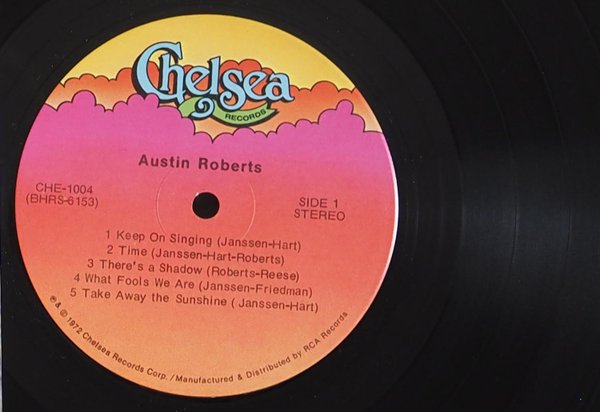 Chelsea
RECORDS
Austin Roberts
CHE-1004
(BHRS-6153)
SIDE 1
STEREO
1 Keep On Singing (Janssen-Hart)
2 Time (Janssen-Hart-Roberts)
3 There's a Shadow (Roberts-Reese)
4 What Fools We Are (Janssen-Friedman)
5 Take Away the Sunshine ( Janssen-Hart)
℗ & © 1972 Chelsea Records Corp. / Manufactured & Distributed by RCA Records